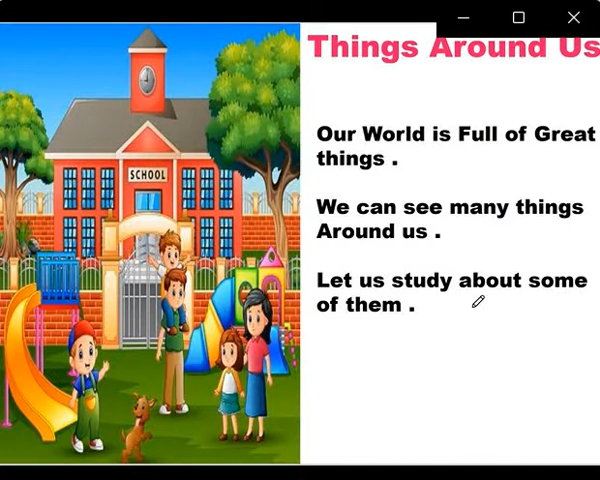 Things Around Us
SCHOOL
Our World is Full of Great
things .
We can see many things
Around us .
Let us study about some
of them .